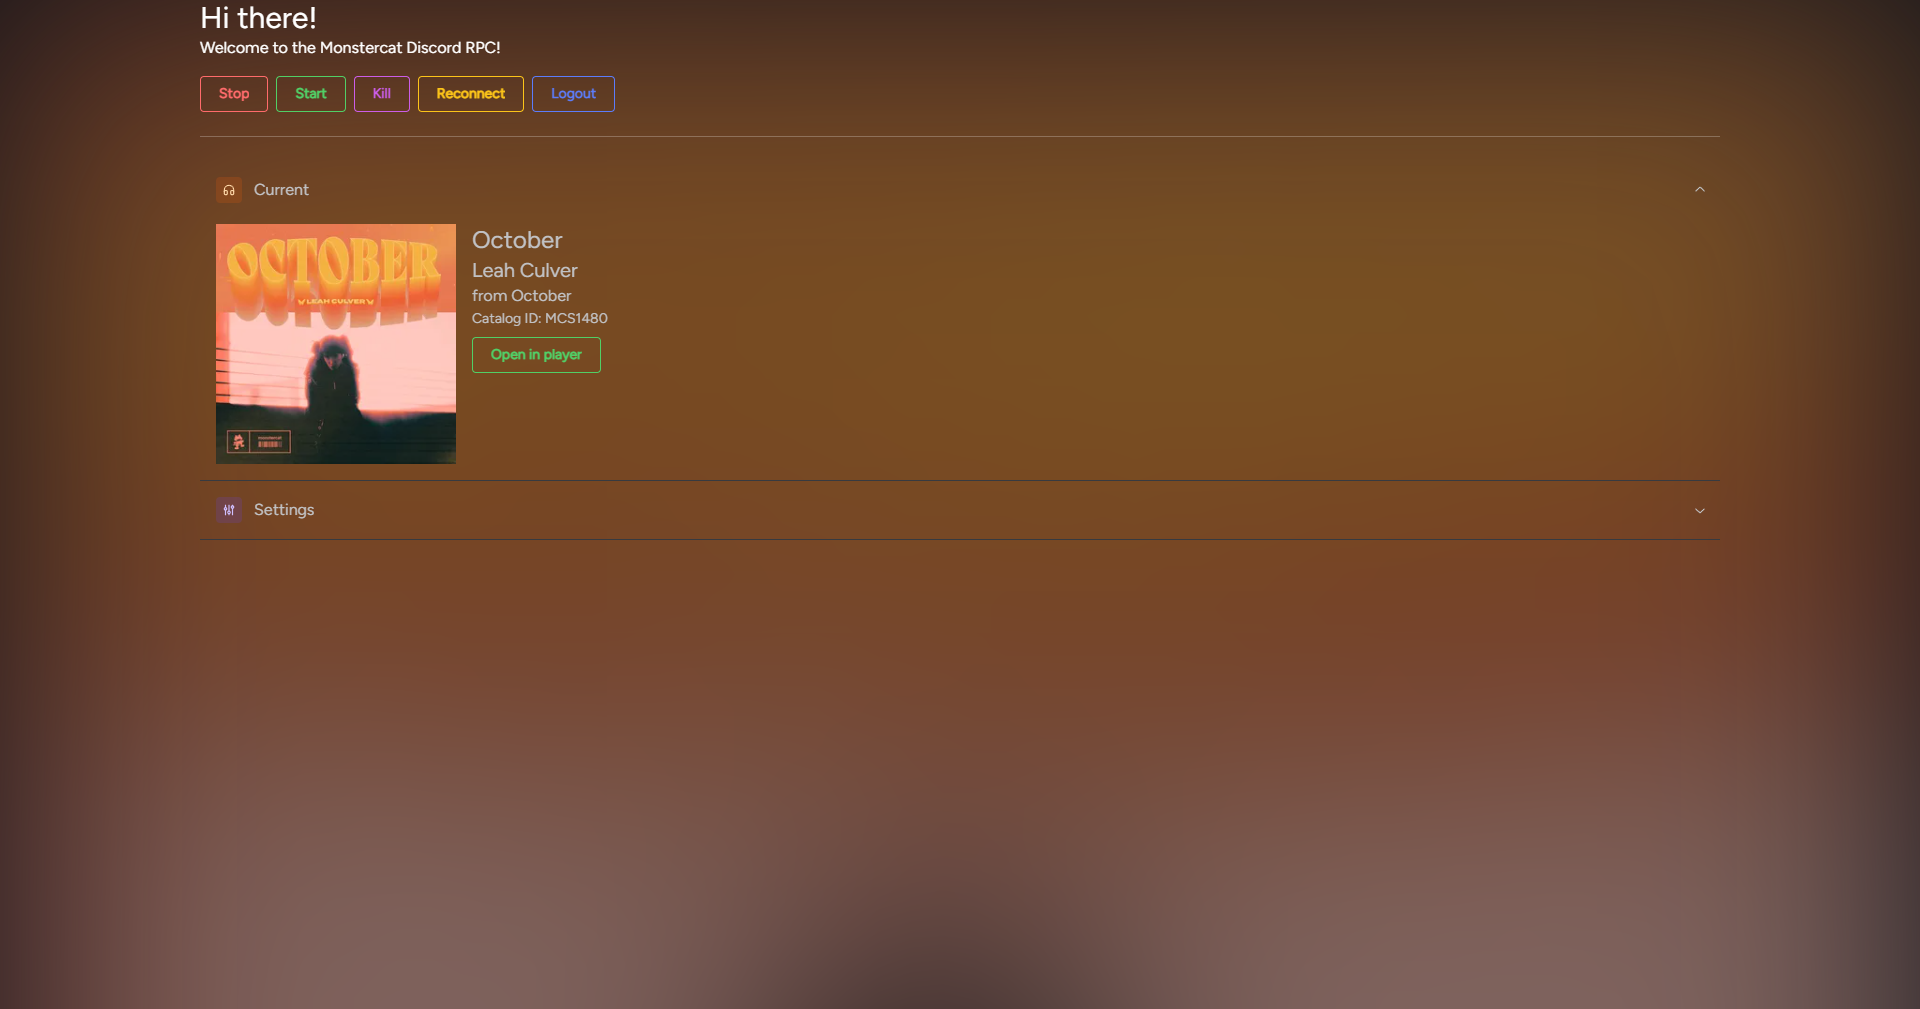 Hi there!
Welcome to the Monstercat Discord RPC!
Stop Start Kill Reconnect Logout
Current
OCTOBER
LEAH CULVER
October
Leah Culver
from October
Catalog ID: MCS1480
Open in player
Settings